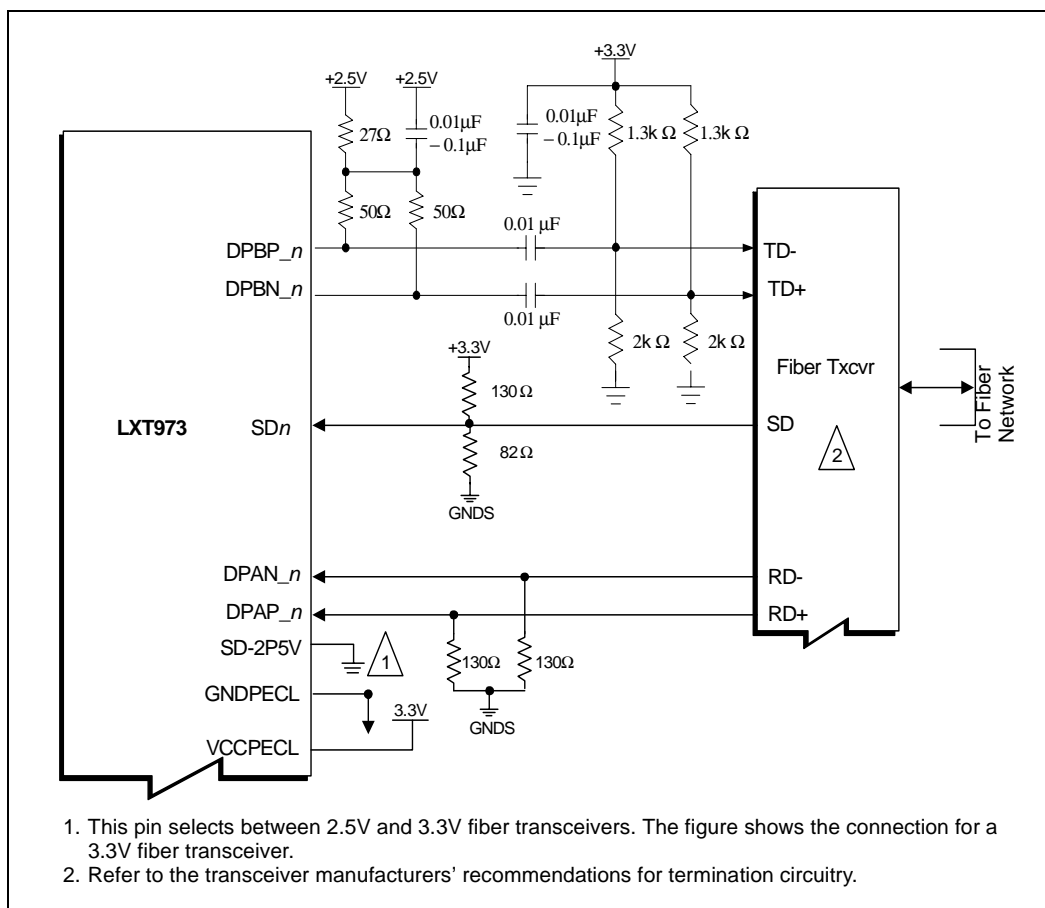 +3.3V
+2.5V +2.5V
27Ω
0.01µF
– 0.1µF
0.01µF
– 0.1µF
1.3k Ω
1.3k Ω
50Ω
50Ω
0.01 µF
DPBP_n
TD-
DPBN_n
TD+
0.01 µF
2k Ω
2k Ω
+3.3V
130Ω
Fiber Txcvr
LXT973
SDn
SD
82Ω
2
To Fiber
Network
GNDS
DPAN_n
RD-
DPAP_n
RD+
SD-2P5V
1
130Ω
130Ω
GNDPECL
GNDS
3.3V
VCCPECL
1. This pin selects between 2.5V and 3.3V fiber transceivers. The figure shows the connection for a
3.3V fiber transceiver.
2. Refer to the transceiver manufacturers’ recommendations for termination circuitry.